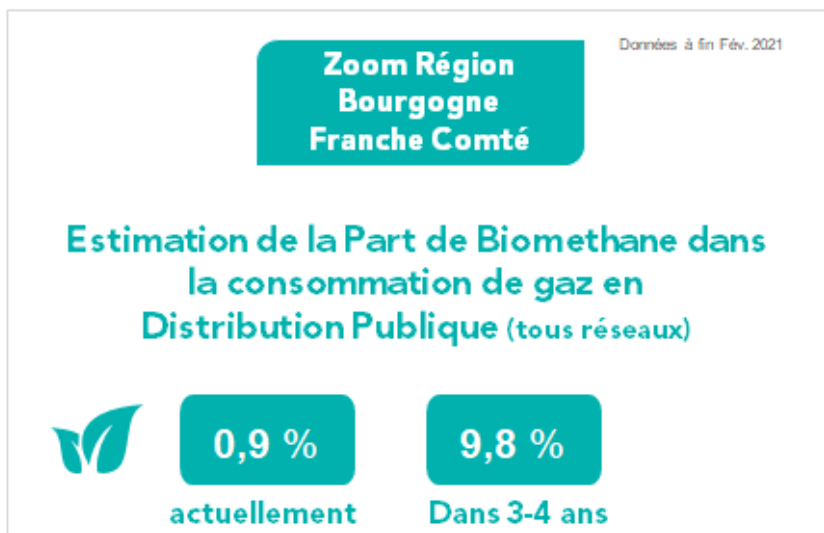 Données à fin Fév. 2021
Zoom Région
Bourgogne
Franche Comté
Estimation de la Part de Biomethane dans
la consommation de gaz en
Distribution Publique (tous réseaux)
0,9 %
9,8 %
actuellement
Dans 3-4 ans